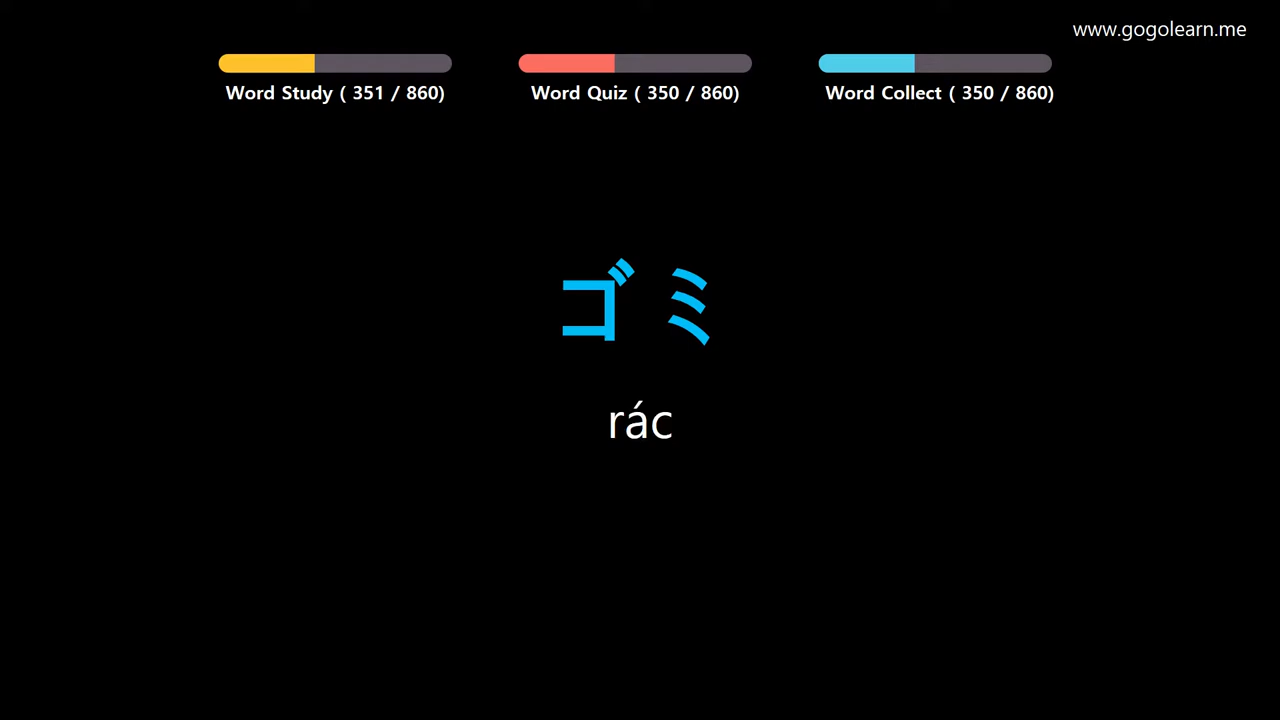 www.gogolearn.me
Word Study ( 351 / 860)
Word Quiz ( 350 / 860)
Word Collect ( 350 / 860)
ゴミ
rác